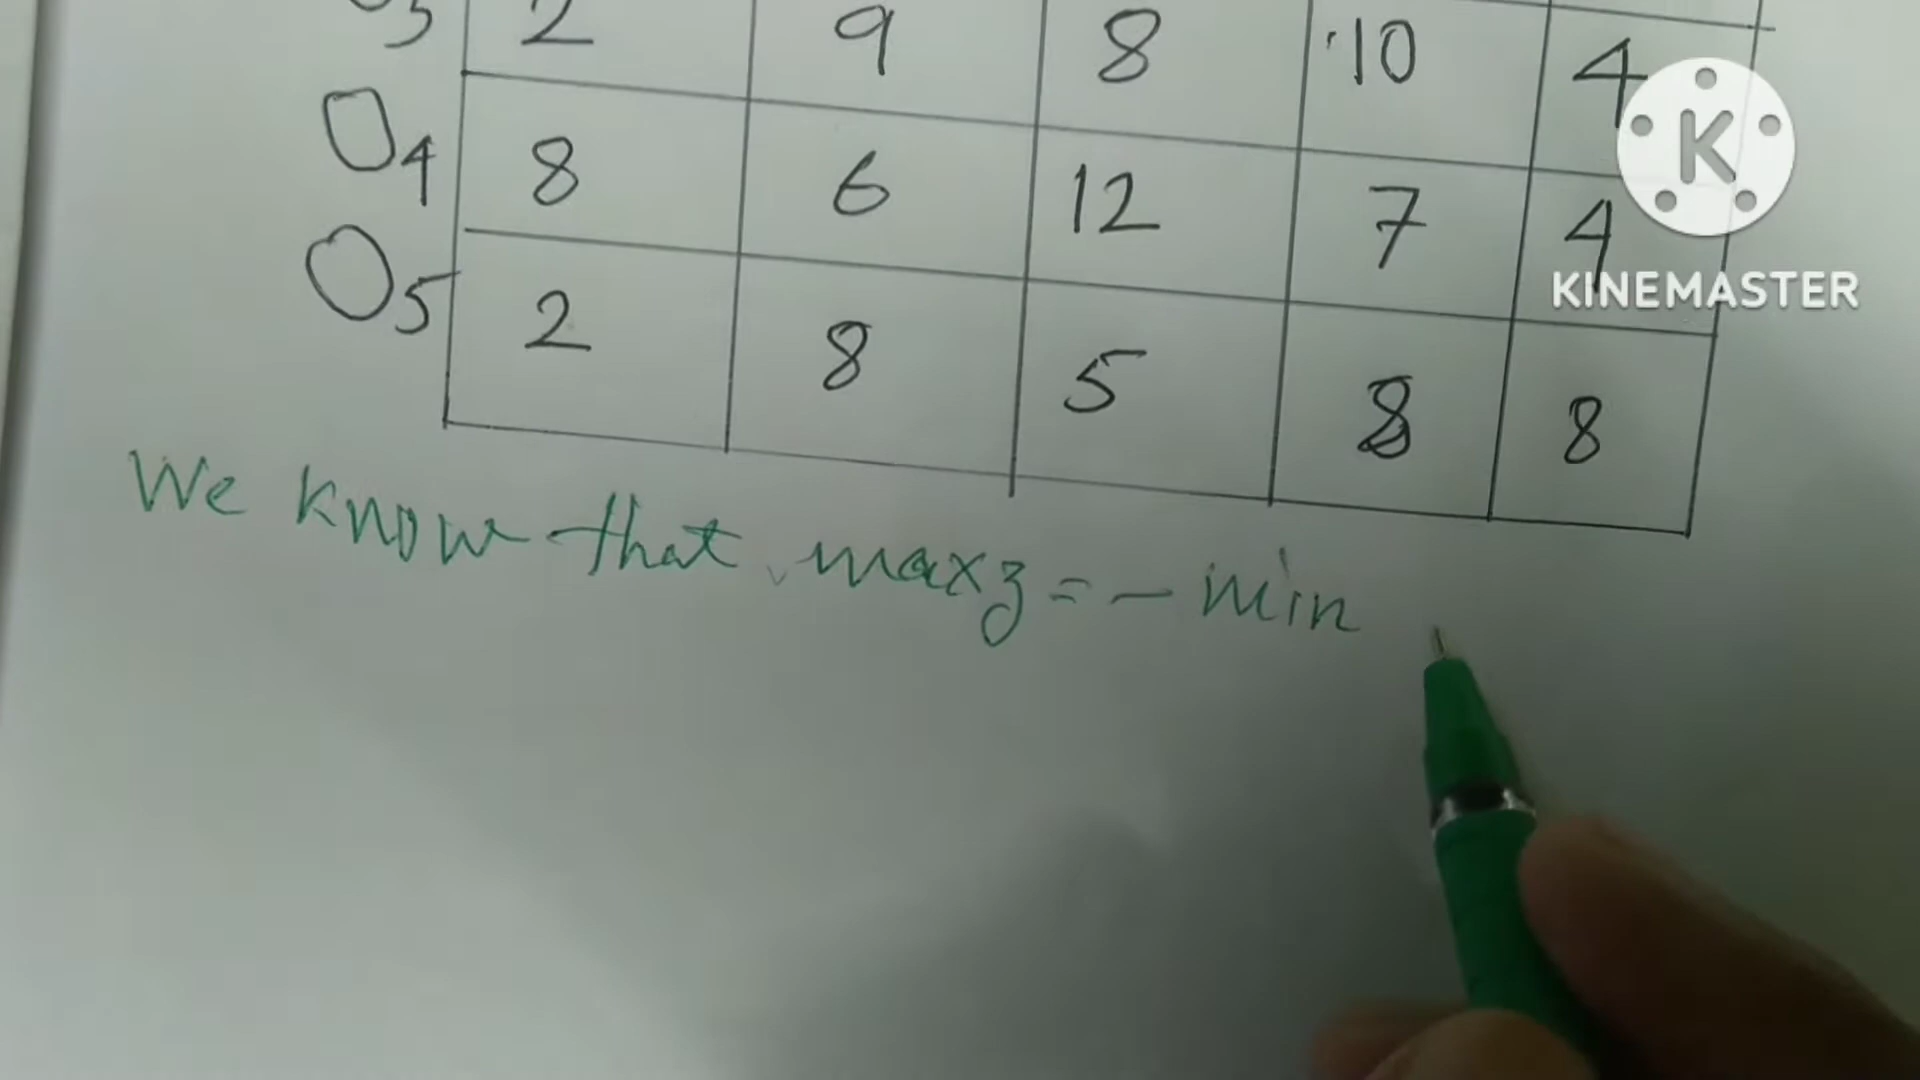 O3 2 9 8 10 4
O4 8 6 12 7 4
O5 2 8 5 8 8
We know that, max z = - min
K
KINEMASTER